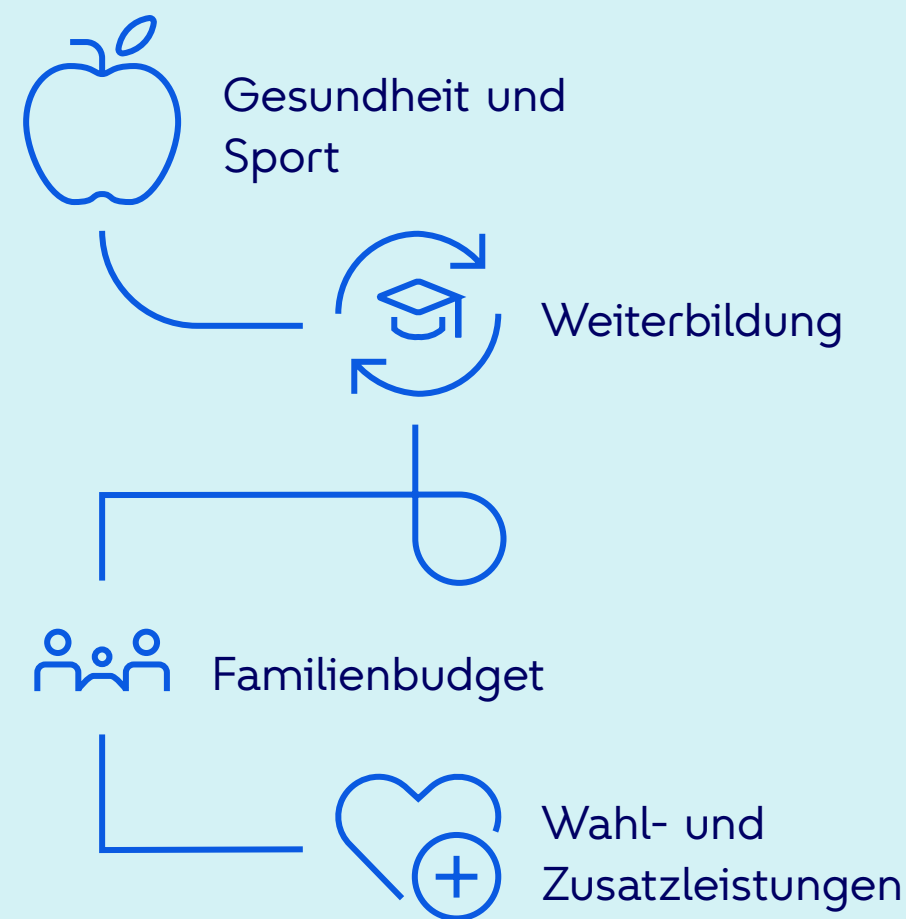 Gesundheit und
Sport
Weiterbildung
Familienbudget
Wahl- und
Zusatzleistungen